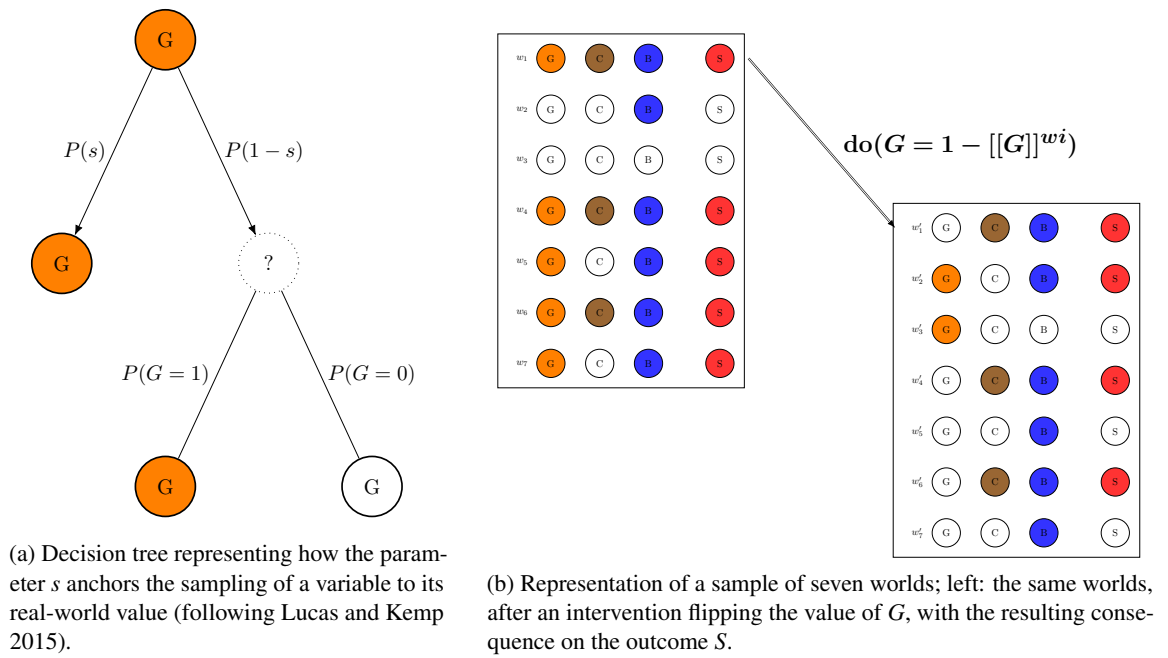 G
P(s)
P(1 − s)
G
?
P(G = 1)
P(G = 0)
G
G
(a) Decision tree representing how the param-
eter s anchors the sampling of a variable to its
real-world value (following Lucas and Kemp
2015).
w₁ G C B S
w₂ G C B S
w₃ G C B S
w₄ G C B S
w₅ G C B S
w₆ G C B S
w₇ G C B S
do(G = 1 − [[G]]ʷⁱ)
w′₁ G C B S
w′₂ G C B S
w′₃ G C B S
w′₄ G C B S
w′₅ G C B S
w′₆ G C B S
w′₇ G C B S
(b) Representation of a sample of seven worlds; left: the same worlds,
after an intervention flipping the value of G, with the resulting conse-
quence on the outcome S.